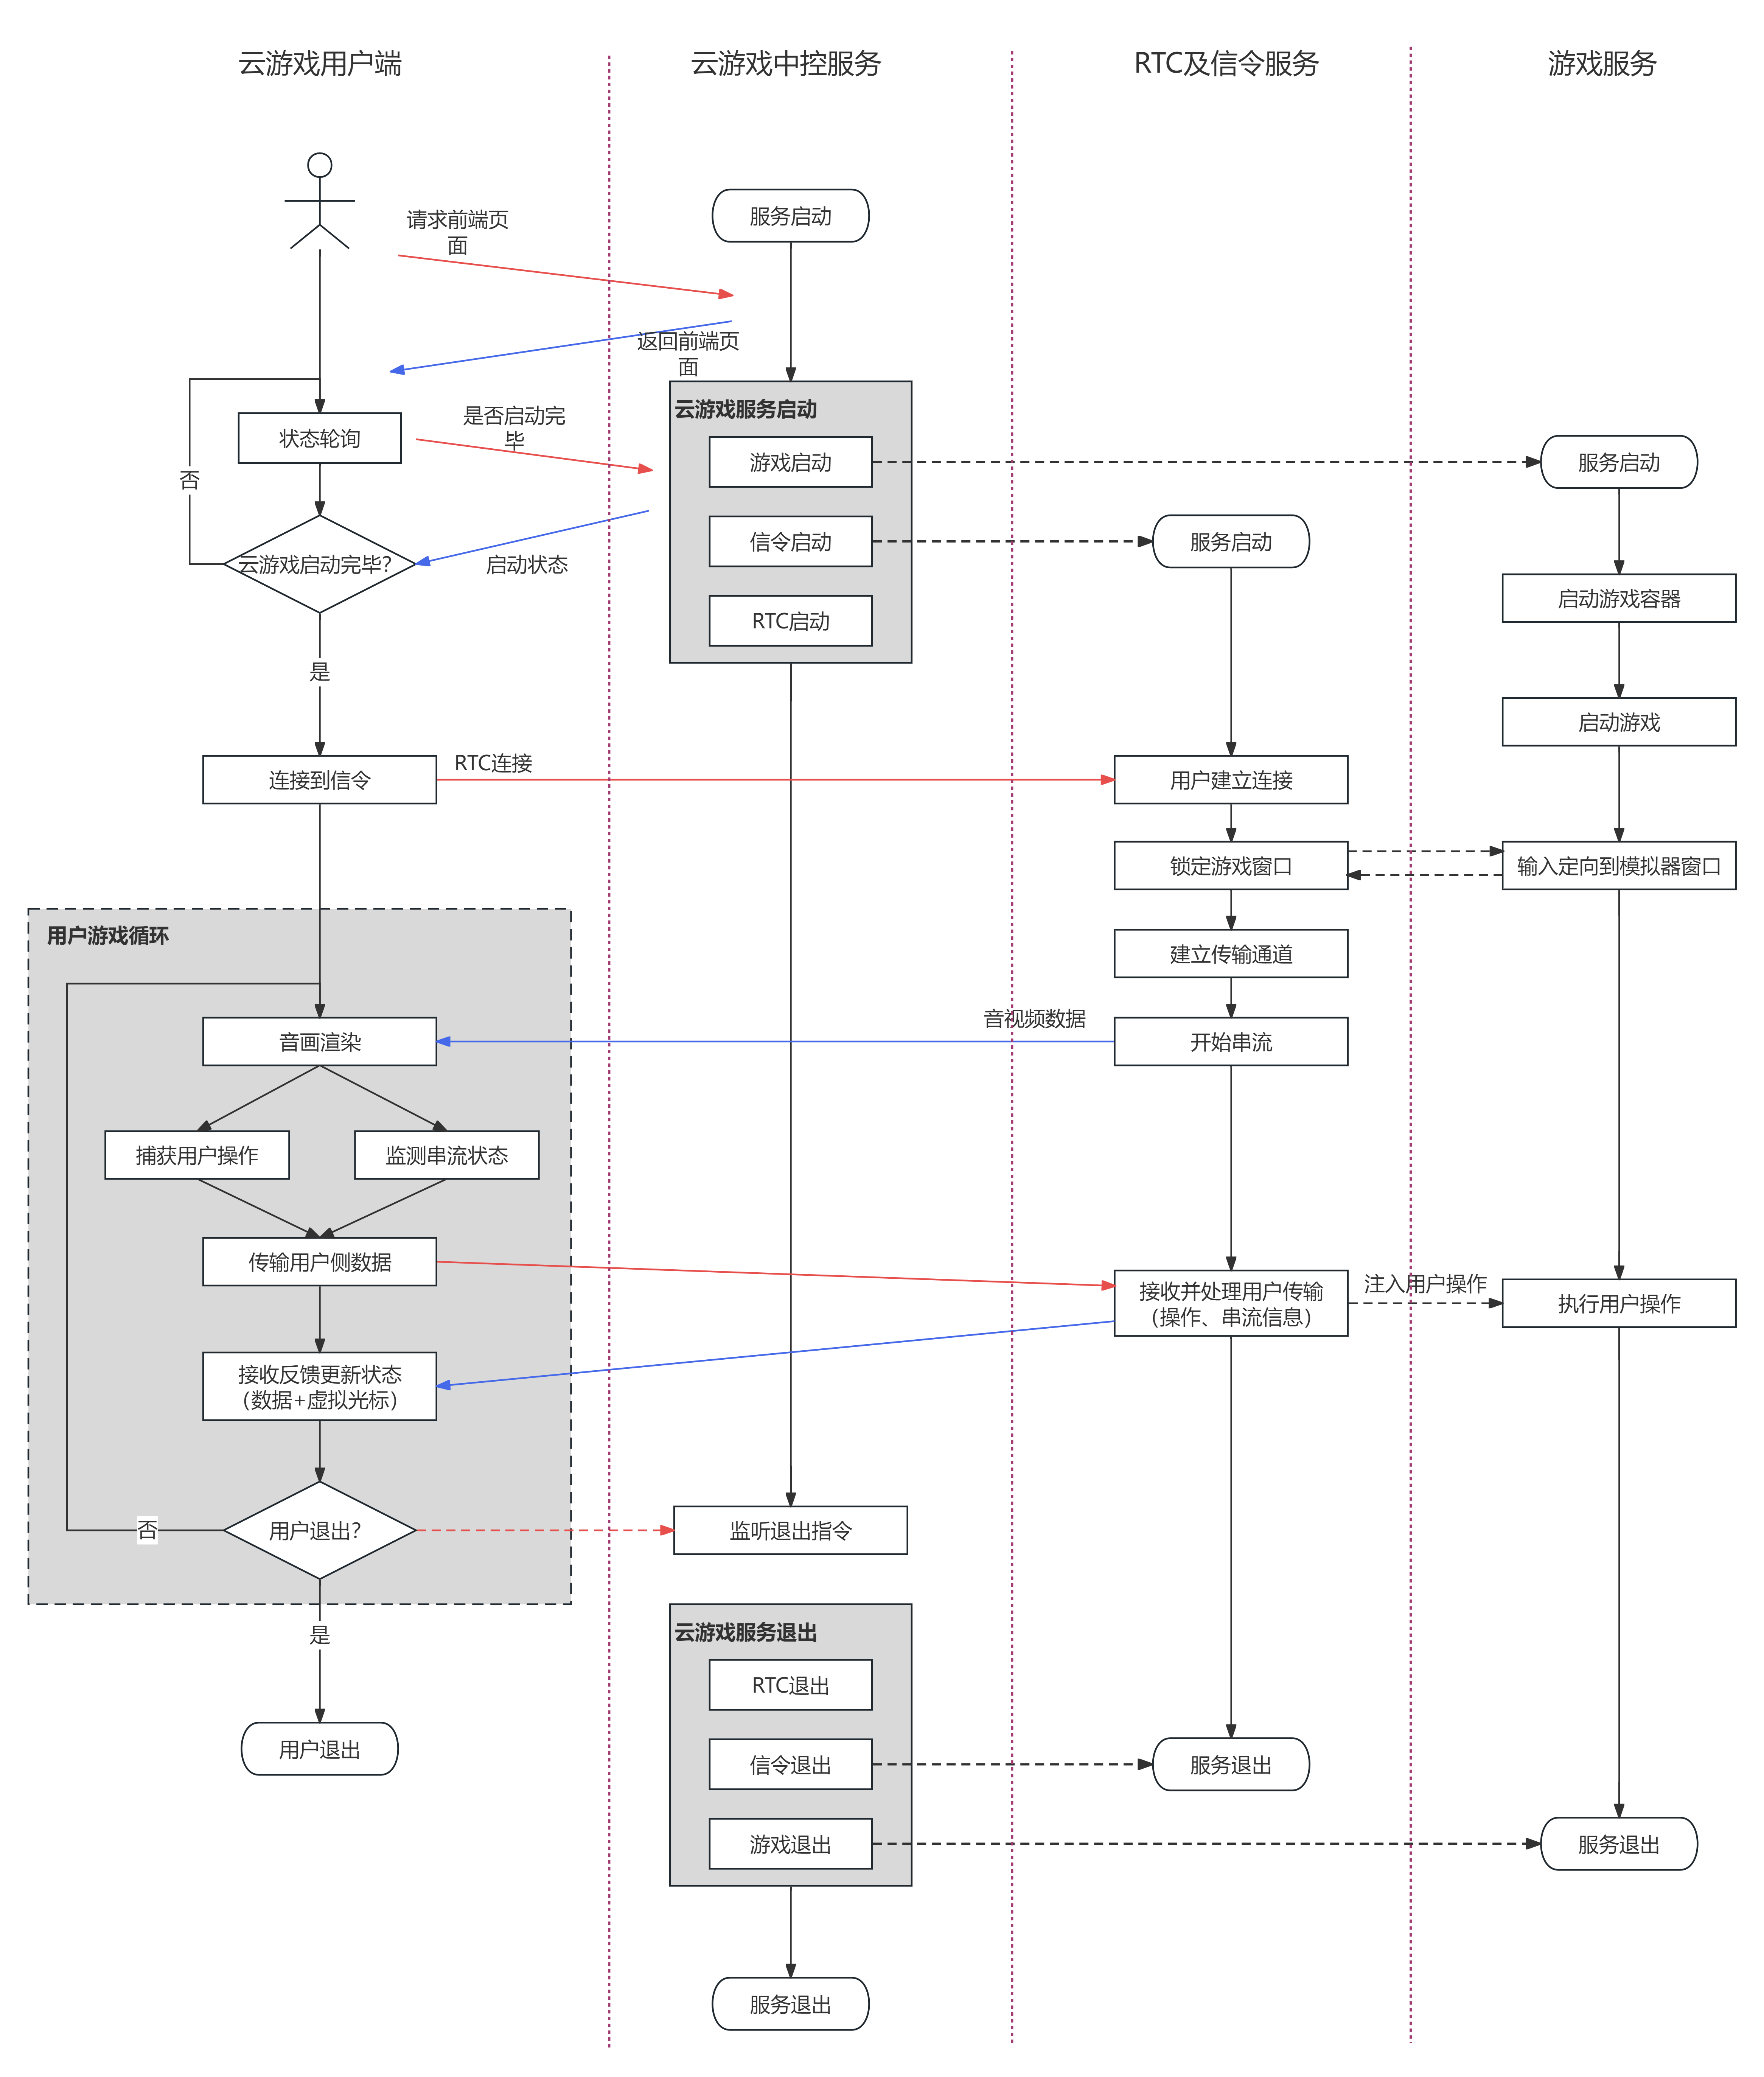 云游戏用户端
云游戏中控服务
RTC及信令服务
游戏服务
请求前端页
面
服务启动
返回前端页
面
云游戏服务启动
状态轮询
是否启动完
毕
游戏启动
服务启动
否
信令启动
服务启动
云游戏启动完毕？
启动状态
启动游戏容器
RTC启动
是
启动游戏
连接到信令
RTC连接
用户建立连接
锁定游戏窗口
输入定向到模拟器窗口
用户游戏循环
建立传输通道
音画渲染
音视频数据
开始串流
捕获用户操作
监测串流状态
传输用户侧数据
接收并处理用户传输
（操作、串流信息）
注入用户操作
执行用户操作
接收反馈更新状态
（数据+虚拟光标）
否
用户退出？
监听退出指令
是
云游戏服务退出
RTC退出
用户退出
信令退出
服务退出
游戏退出
服务退出
服务退出